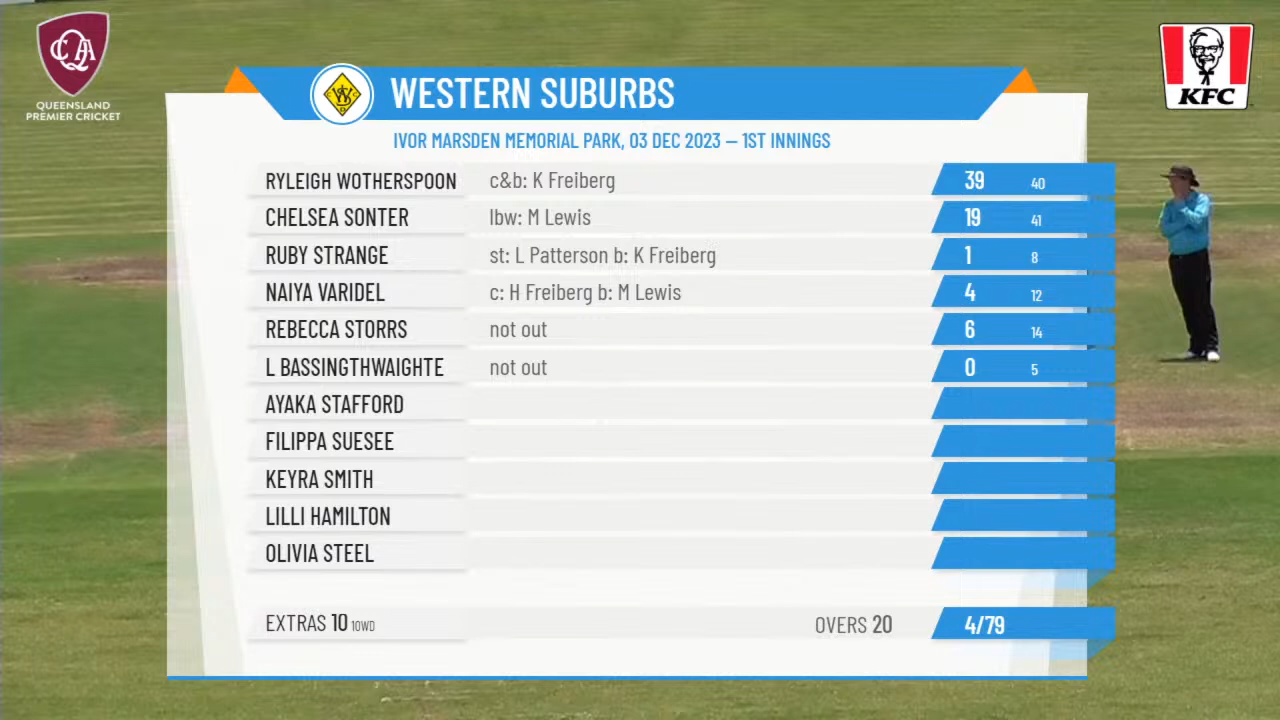 QUEENSLAND
PREMIER CRICKET
KFC
WESTERN SUBURBS
IVOR MARSDEN MEMORIAL PARK, 03 DEC 2023 – 1ST INNINGS
RYLEIGH WOTHERSPOON c&b: K Freiberg 39 40
CHELSEA SONTER lbw: M Lewis 19 41
RUBY STRANGE st: L Patterson b: K Freiberg 1 8
NAIYA VARIDEL c: H Freiberg b: M Lewis 4 12
REBECCA STORRS not out 6 14
L BASSINGTHWAIGHTE not out 0 5
AYAKA STAFFORD
FILIPPA SUESEE
KEYRA SMITH
LILLI HAMILTON
OLIVIA STEEL
EXTRAS 10 10WD OVERS 20 4/79